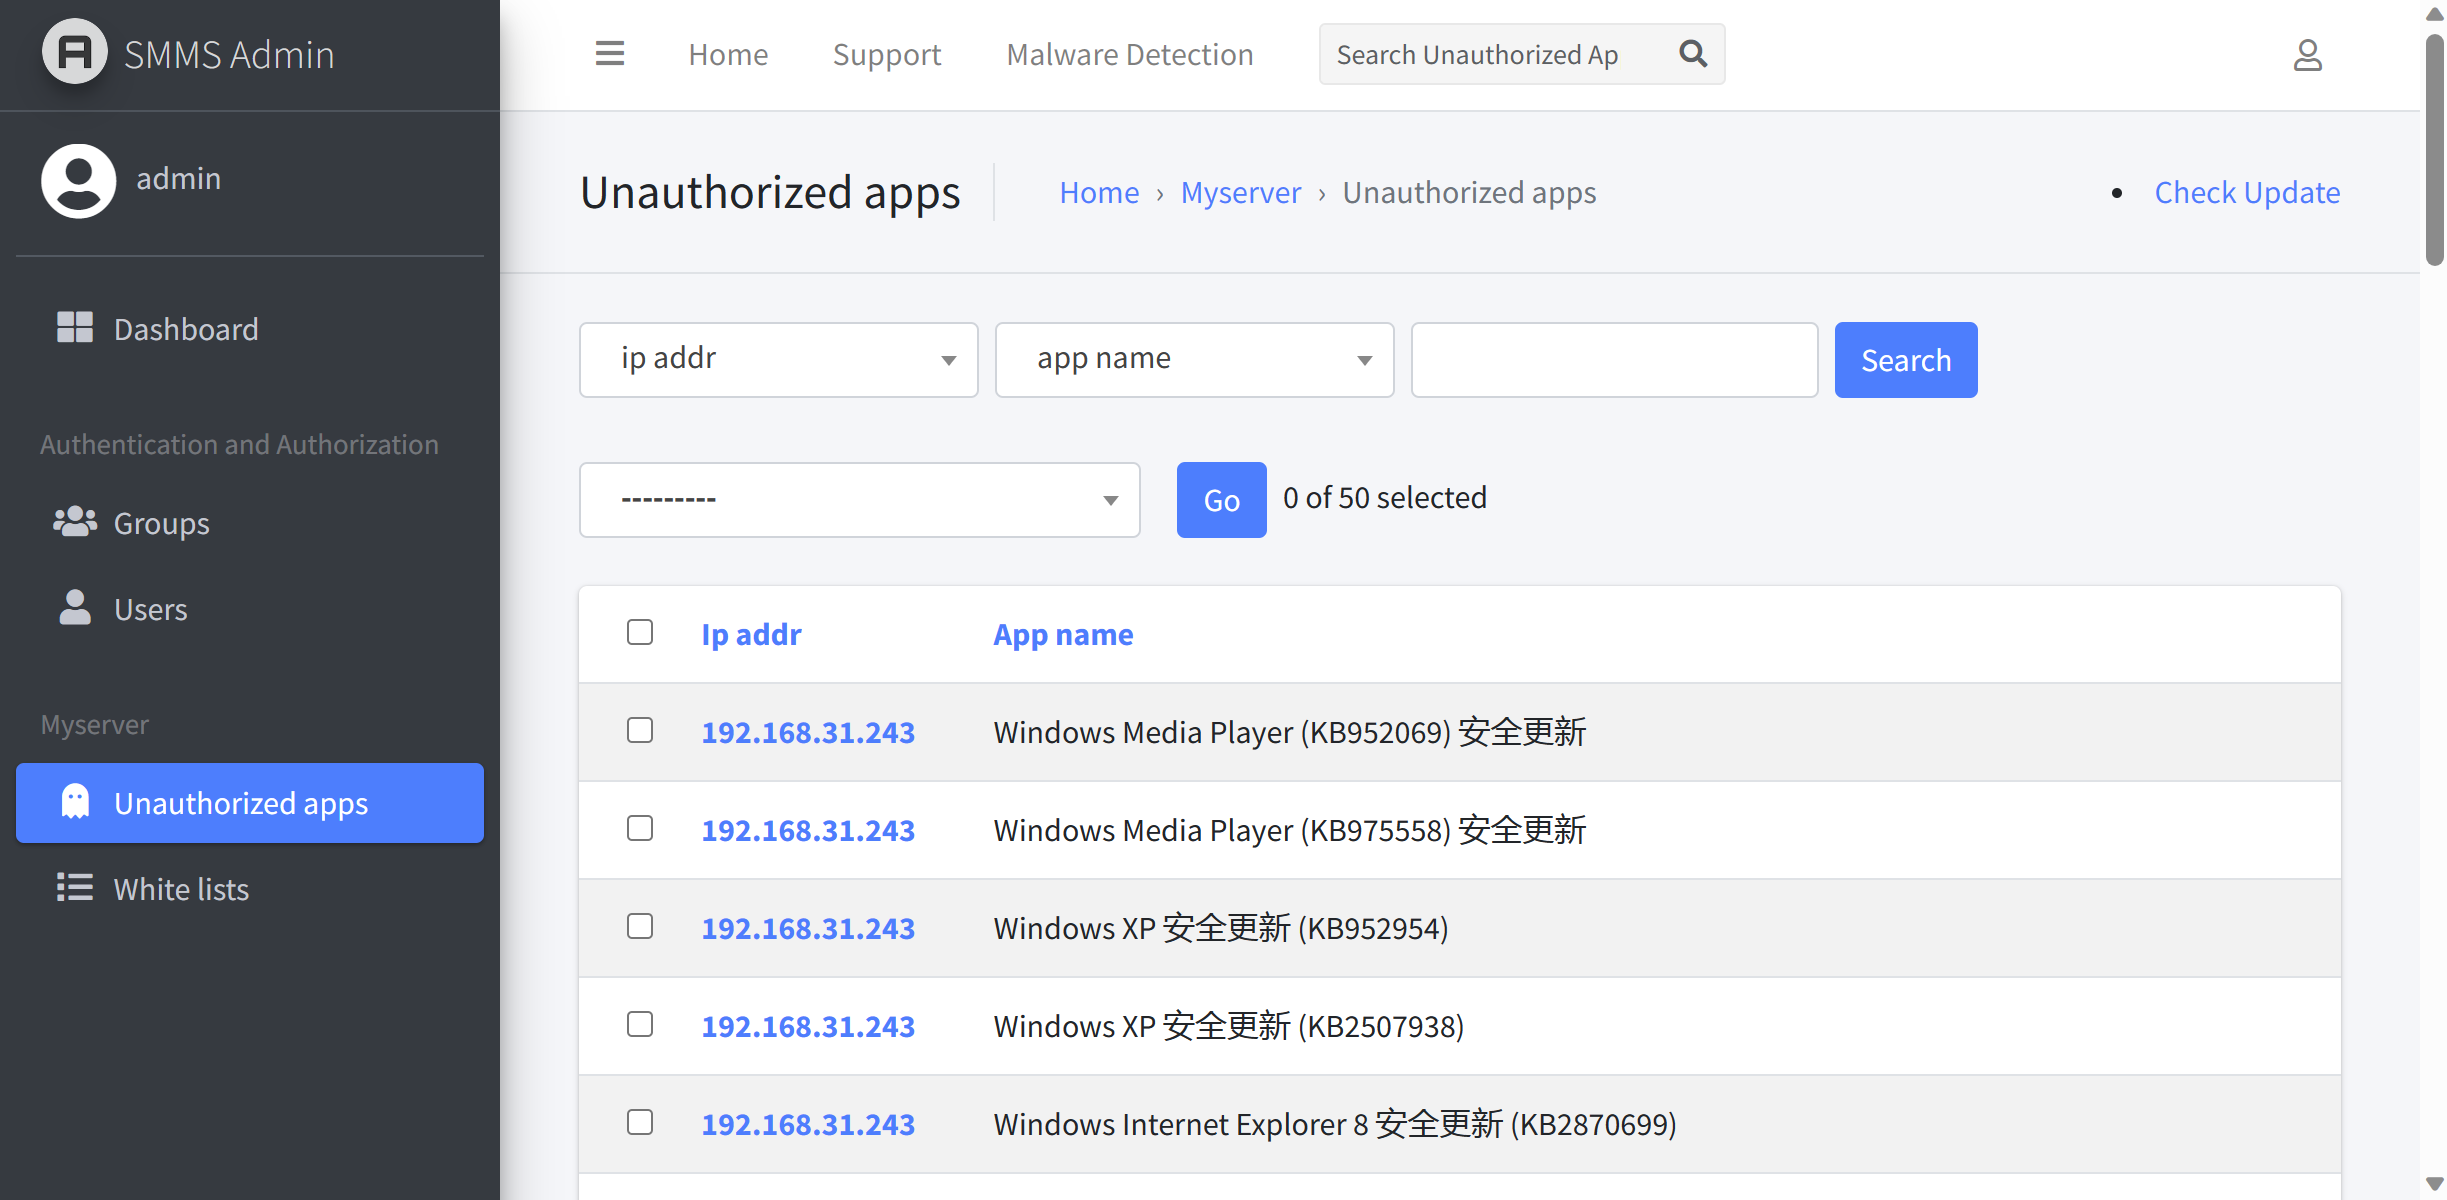 SMMS Admin
Home
Support
Malware Detection
Search Unauthorized Ap
admin
Unauthorized apps
Home › Myserver › Unauthorized apps
• Check Update
Dashboard
Authentication and Authorization
Groups
Users
Myserver
Unauthorized apps
White lists
ip addr
app name
Search
---------
Go
0 of 50 selected
Ip addr App name
192.168.31.243 Windows Media Player (KB952069) 安全更新
192.168.31.243 Windows Media Player (KB975558) 安全更新
192.168.31.243 Windows XP 安全更新 (KB952954)
192.168.31.243 Windows XP 安全更新 (KB2507938)
192.168.31.243 Windows Internet Explorer 8 安全更新 (KB2870699)